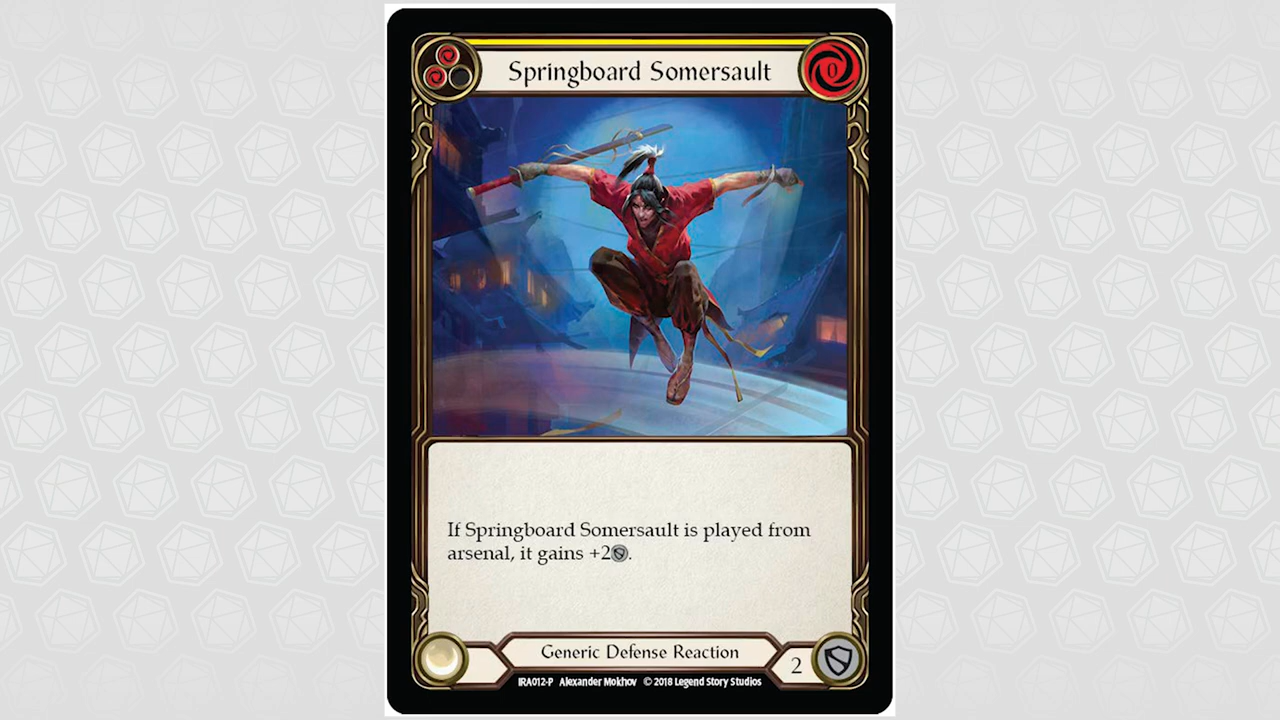 Springboard Somersault
0
If Springboard Somersault is played from
arsenal, it gains +2.
Generic Defense Reaction
2
IRA012-P Alexander Mokhov © 2018 Legend Story Studios